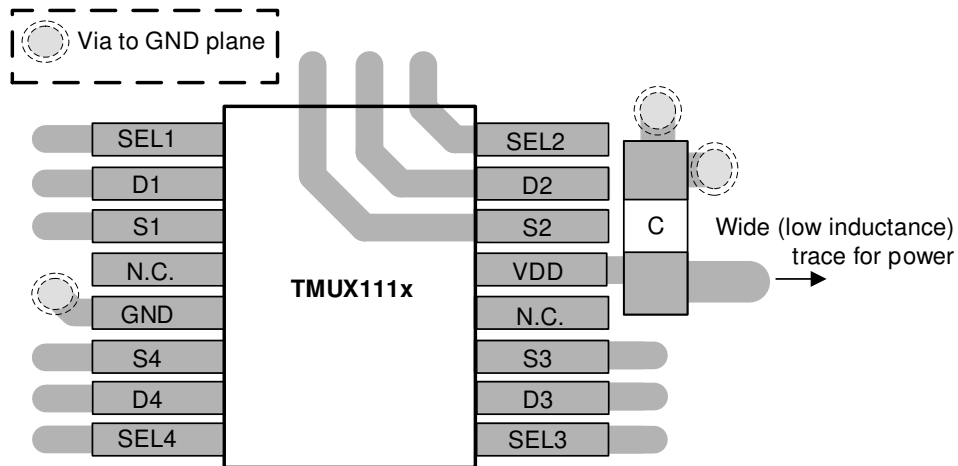 Via to GND plane
SEL1
D1
S1
N.C.
GND
S4
D4
SEL4
TMUX111x
SEL2
D2
S2
VDD
N.C.
S3
D3
SEL3
C
Wide (low inductance)
trace for power